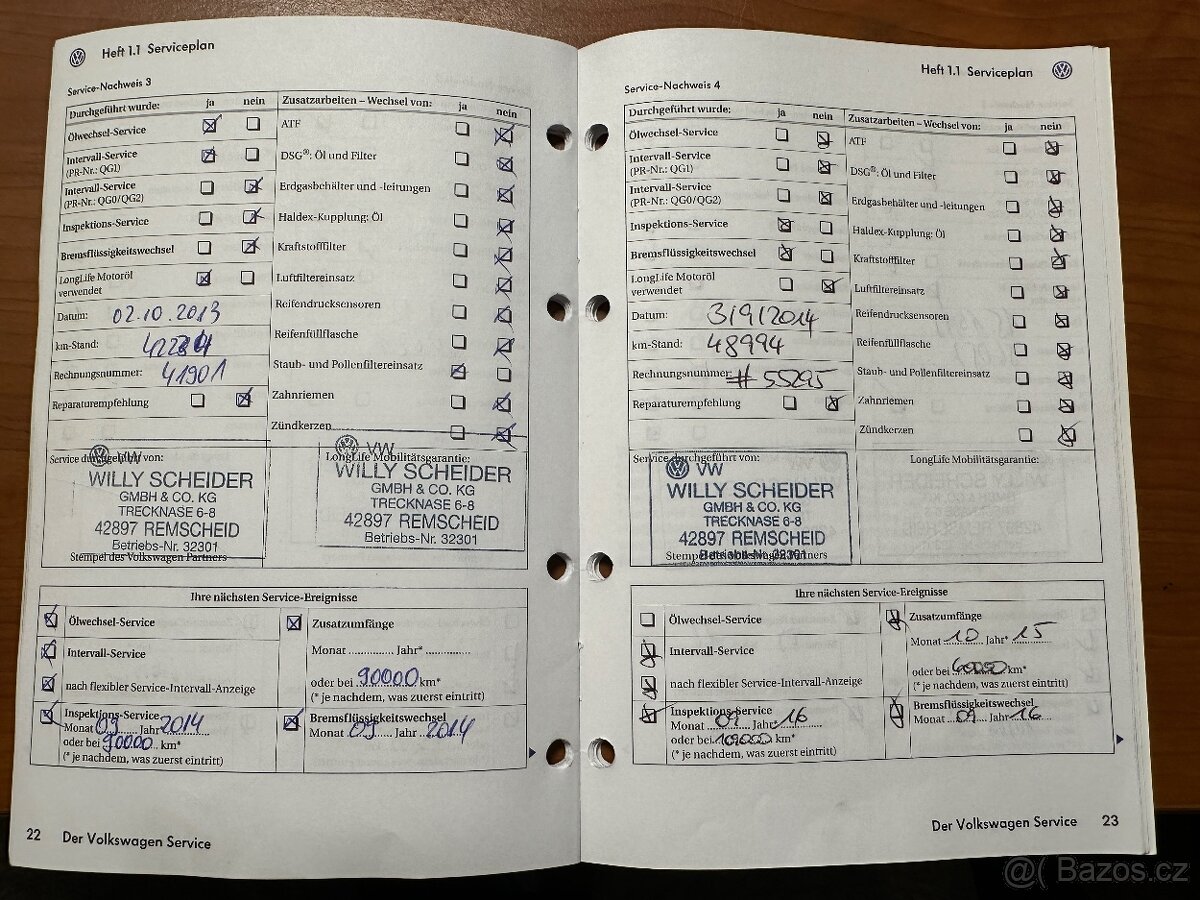 Heft 1.1 Serviceplan
Service-Nachweis 3
Durchgeführt wurde: ja nein
Ölwechsel-Service
Intervall-Service
(PR-Nr.: QG1)
Intervall-Service
(PR-Nr.: QG0/QG2)
Inspektions-Service
Bremsflüssigkeitswechsel
LongLife Motoröl
verwendet
Datum: 02.10.2013
km-Stand:
Rechnungsnummer: 41901
Reparaturempfehlung
Zusatzarbeiten – Wechsel von: ja nein
ATF
DSG®: Öl und Filter
Erdgasbehälter und -leitungen
Haldex-Kupplung: Öl
Kraftstofffilter
Luftfiltereinsatz
Reifendrucksensoren
Reifenfüllflasche
Staub- und Pollenfiltereinsatz
Zahnriemen
Zündkerzen
Service durchgeführt von:
VW
WILLY SCHEIDER
GMBH & CO. KG
TRECKNASE 6-8
42897 REMSCHEID
Betriebs-Nr. 32301
Stempel des Volkswagen Partners
LongLife Mobilitätsgarantie:
VW
WILLY SCHEIDER
GMBH & CO. KG
TRECKNASE 6-8
42897 REMSCHEID
Betriebs-Nr. 32301
Ihre nächsten Service-Ereignisse
Ölwechsel-Service
Intervall-Service
nach flexibler Service-Intervall-Anzeige
Inspektions-Service
Monat 09 Jahr 2014
oder bei 90000 km*
(* je nachdem, was zuerst eintritt)
Zusatzumfänge
Monat ............ Jahr* ............
oder bei 90000 km*
(* je nachdem, was zuerst eintritt)
Bremsflüssigkeitswechsel
Monat 09 Jahr 2014
22 Der Volkswagen Service
Heft 1.1 Serviceplan
Service-Nachweis 4
Durchgeführt wurde: ja nein
Ölwechsel-Service
Intervall-Service
(PR-Nr.: QG1)
Intervall-Service
(PR-Nr.: QG0/QG2)
Inspektions-Service
Bremsflüssigkeitswechsel
LongLife Motoröl
verwendet
Datum: 3/9/2014
km-Stand: 48994
Rechnungsnummer: # 55295
Reparaturempfehlung
Zusatzarbeiten – Wechsel von: ja nein
ATF
DSG®: Öl und Filter
Erdgasbehälter und -leitungen
Haldex-Kupplung: Öl
Kraftstofffilter
Luftfiltereinsatz
Reifendrucksensoren
Reifenfüllflasche
Staub- und Pollenfiltereinsatz
Zahnriemen
Zündkerzen
Service durchgeführt von:
VW
WILLY SCHEIDER
GMBH & CO. KG
TRECKNASE 6-8
42897 REMSCHEID
Betriebs-Nr. 32301
Stempel des Volkswagen Partners
LongLife Mobilitätsgarantie:
Ihre nächsten Service-Ereignisse
Ölwechsel-Service
Intervall-Service
nach flexibler Service-Intervall-Anzeige
Inspektions-Service
Monat 09 Jahr 16
oder bei km*
(* je nachdem, was zuerst eintritt)
Zusatzumfänge
Monat 10 Jahr* 15
oder bei km*
(* je nachdem, was zuerst eintritt)
Bremsflüssigkeitswechsel
Monat 09 Jahr 16
Der Volkswagen Service 23
@( Bazos.cz